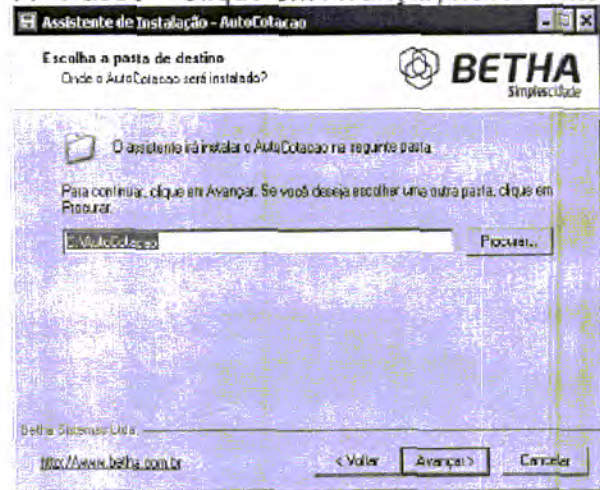 Assistente de Instalação - AutoCotacao
Escolha a pasta de destino
Onde o AutoCotacao será instalado?
BETHA
Simplescidade
O assistente irá instalar o AutoCotacao na seguinte pasta.
Para continuar, clique em Avançar. Se você deseja escolher uma outra pasta, clique em
Procurar.
C:\AutoCotacao
Procurar...
Betha Sistemas Ltda.
http://www.betha.com.br
< Voltar
Avançar >
Cancelar